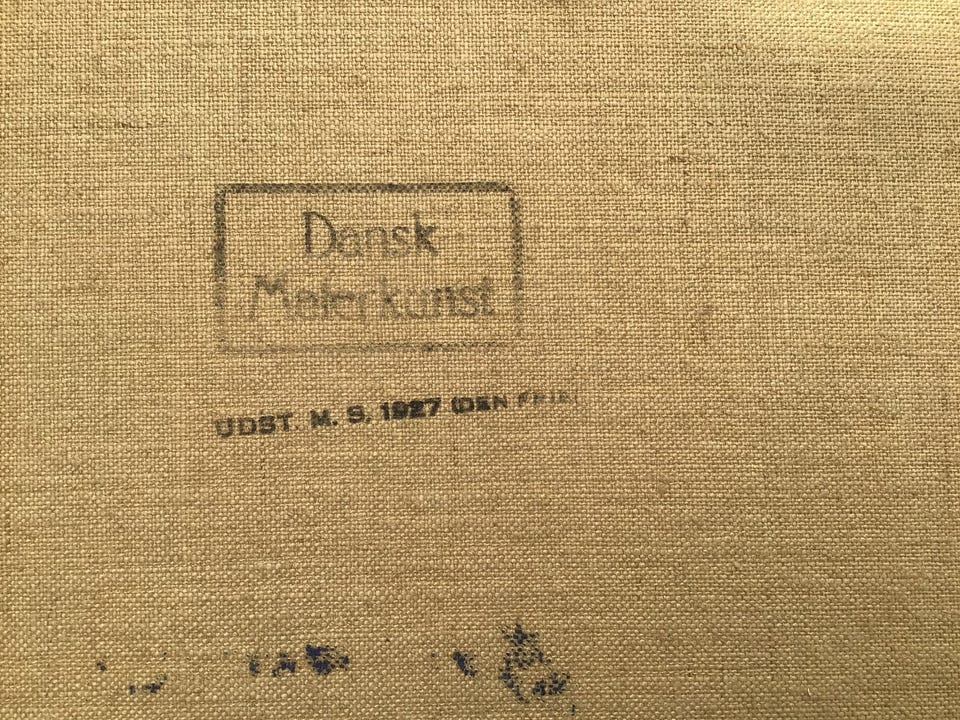 Dansk
Malerkunst
UDST. M. S. 1927 (DEN FRIE)